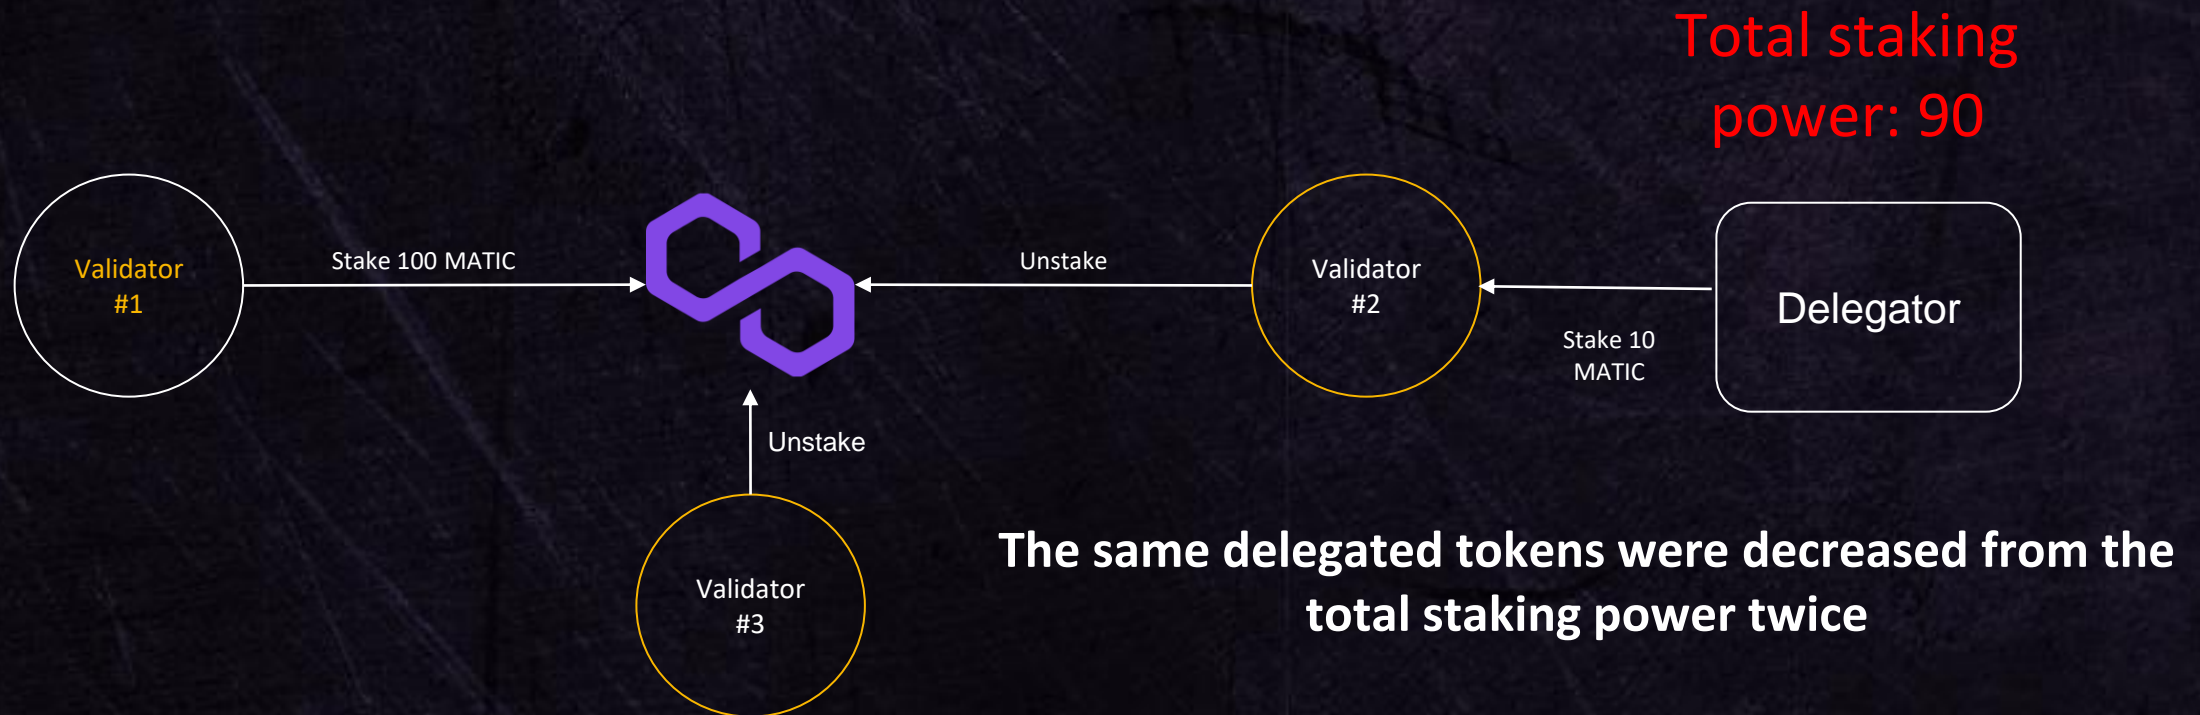 Total staking
power: 90
Validator
#1
Stake 100 MATIC
Unstake
Validator
#2
Stake 10
MATIC
Delegator
Unstake
Validator
#3
The same delegated tokens were decreased from the
total staking power twice